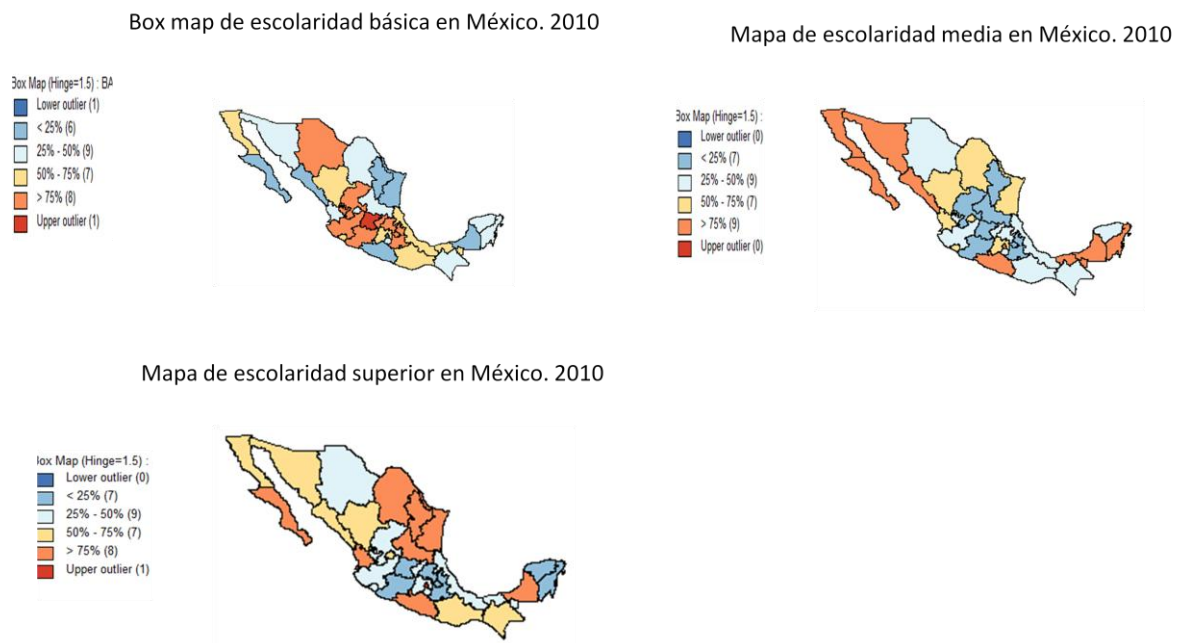 Box map de escolaridad básica en México. 2010
Box Map (Hinge=1.5) : BA
Lower outlier (1)
< 25% (6)
25% - 50% (9)
50% - 75% (7)
> 75% (8)
Upper outlier (1)
Mapa de escolaridad media en México. 2010
Box Map (Hinge=1.5) :
Lower outlier (0)
< 25% (7)
25% - 50% (9)
50% - 75% (7)
> 75% (9)
Upper outlier (0)
Mapa de escolaridad superior en México. 2010
Box Map (Hinge=1.5) :
Lower outlier (0)
< 25% (7)
25% - 50% (9)
50% - 75% (7)
> 75% (8)
Upper outlier (1)